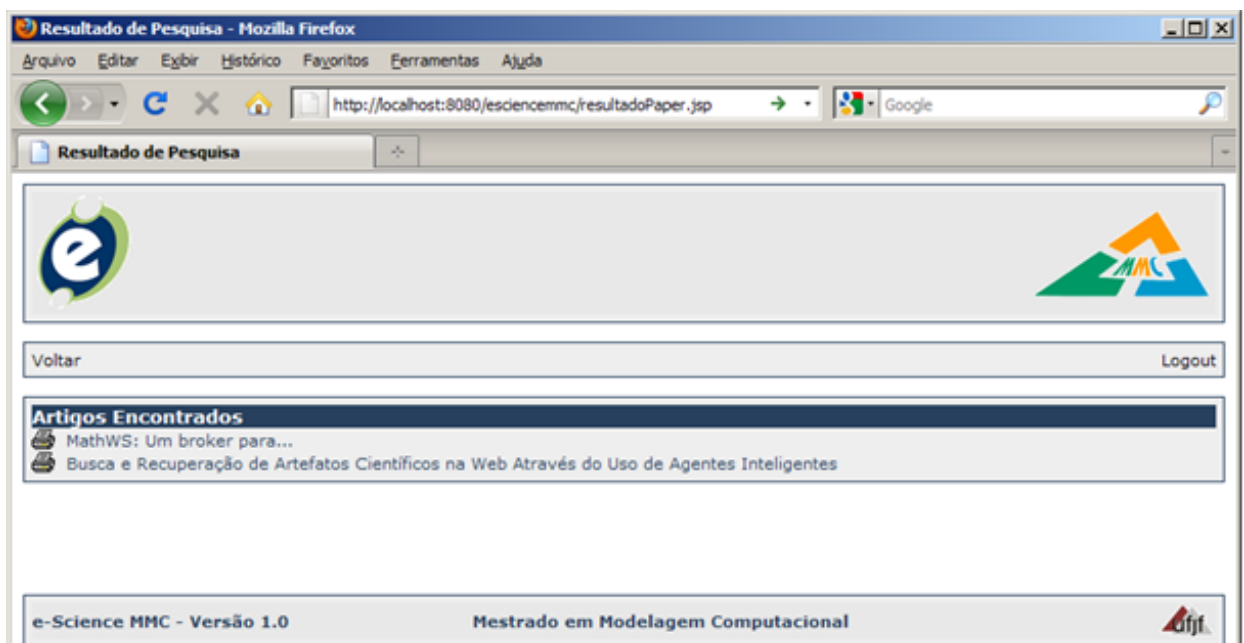 Resultado de Pesquisa - Mozilla Firefox
Arquivo Editar Exibir Histórico Favoritos Ferramentas Ajuda
http://localhost:8080/esciencemmc/resultadoPaper.jsp Google
Resultado de Pesquisa
e MMC
Voltar Logout
Artigos Encontrados
MathWS: Um broker para...
Busca e Recuperação de Artefatos Científicos na Web Através do Uso de Agentes Inteligentes
e-Science MMC - Versão 1.0 Mestrado em Modelagem Computacional ufjf